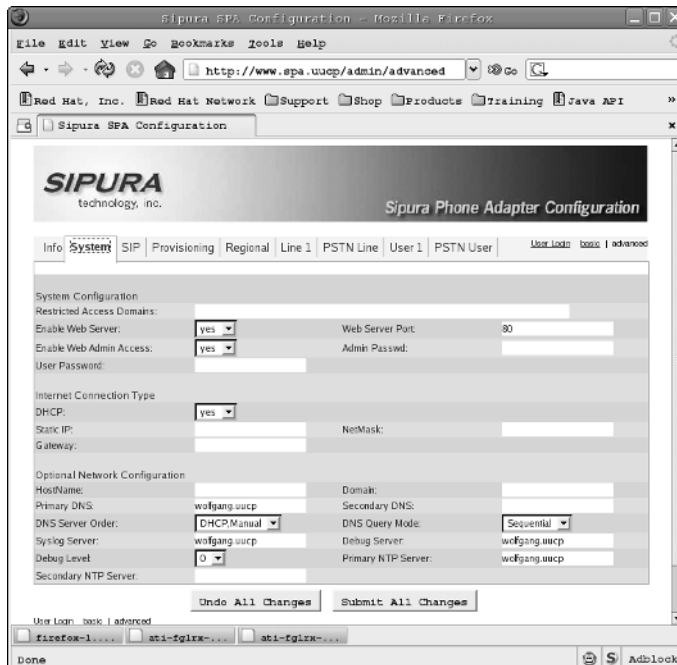 Sipura SPA Configuration - Mozilla Firefox
File Edit View Go Bookmarks Tools Help
http://www.spa.uucp/admin/advanced Go G
Red Hat, Inc. Red Hat Network Support Shop Products Training Java API »
Sipura SPA Configuration
SIPURA
technology, inc.
Sipura Phone Adapter Configuration
Info System SIP Provisioning Regional Line 1 PSTN Line User 1 PSTN User User Login basic | advanced
System Configuration
Restricted Access Domains:
Enable Web Server: yes Web Server Port: 80
Enable Web Admin Access: yes Admin Passwd:
User Password:
Internet Connection Type
DHCP: yes
Static IP: NetMask:
Gateway:
Optional Network Configuration
HostName: Domain:
Primary DNS: wolfgang.uucp Secondary DNS:
DNS Server Order: DHCP,Manual DNS Query Mode: Sequential
Syslog Server: wolfgang.uucp Debug Server: wolfgang.uucp
Debug Level: 0 Primary NTP Server: wolfgang.uucp
Secondary NTP Server:
Undo All Changes Submit All Changes
User Login basic | advanced
firefox-1.... ati-fglrx-... ati-fglrx-...
Done S Adblock